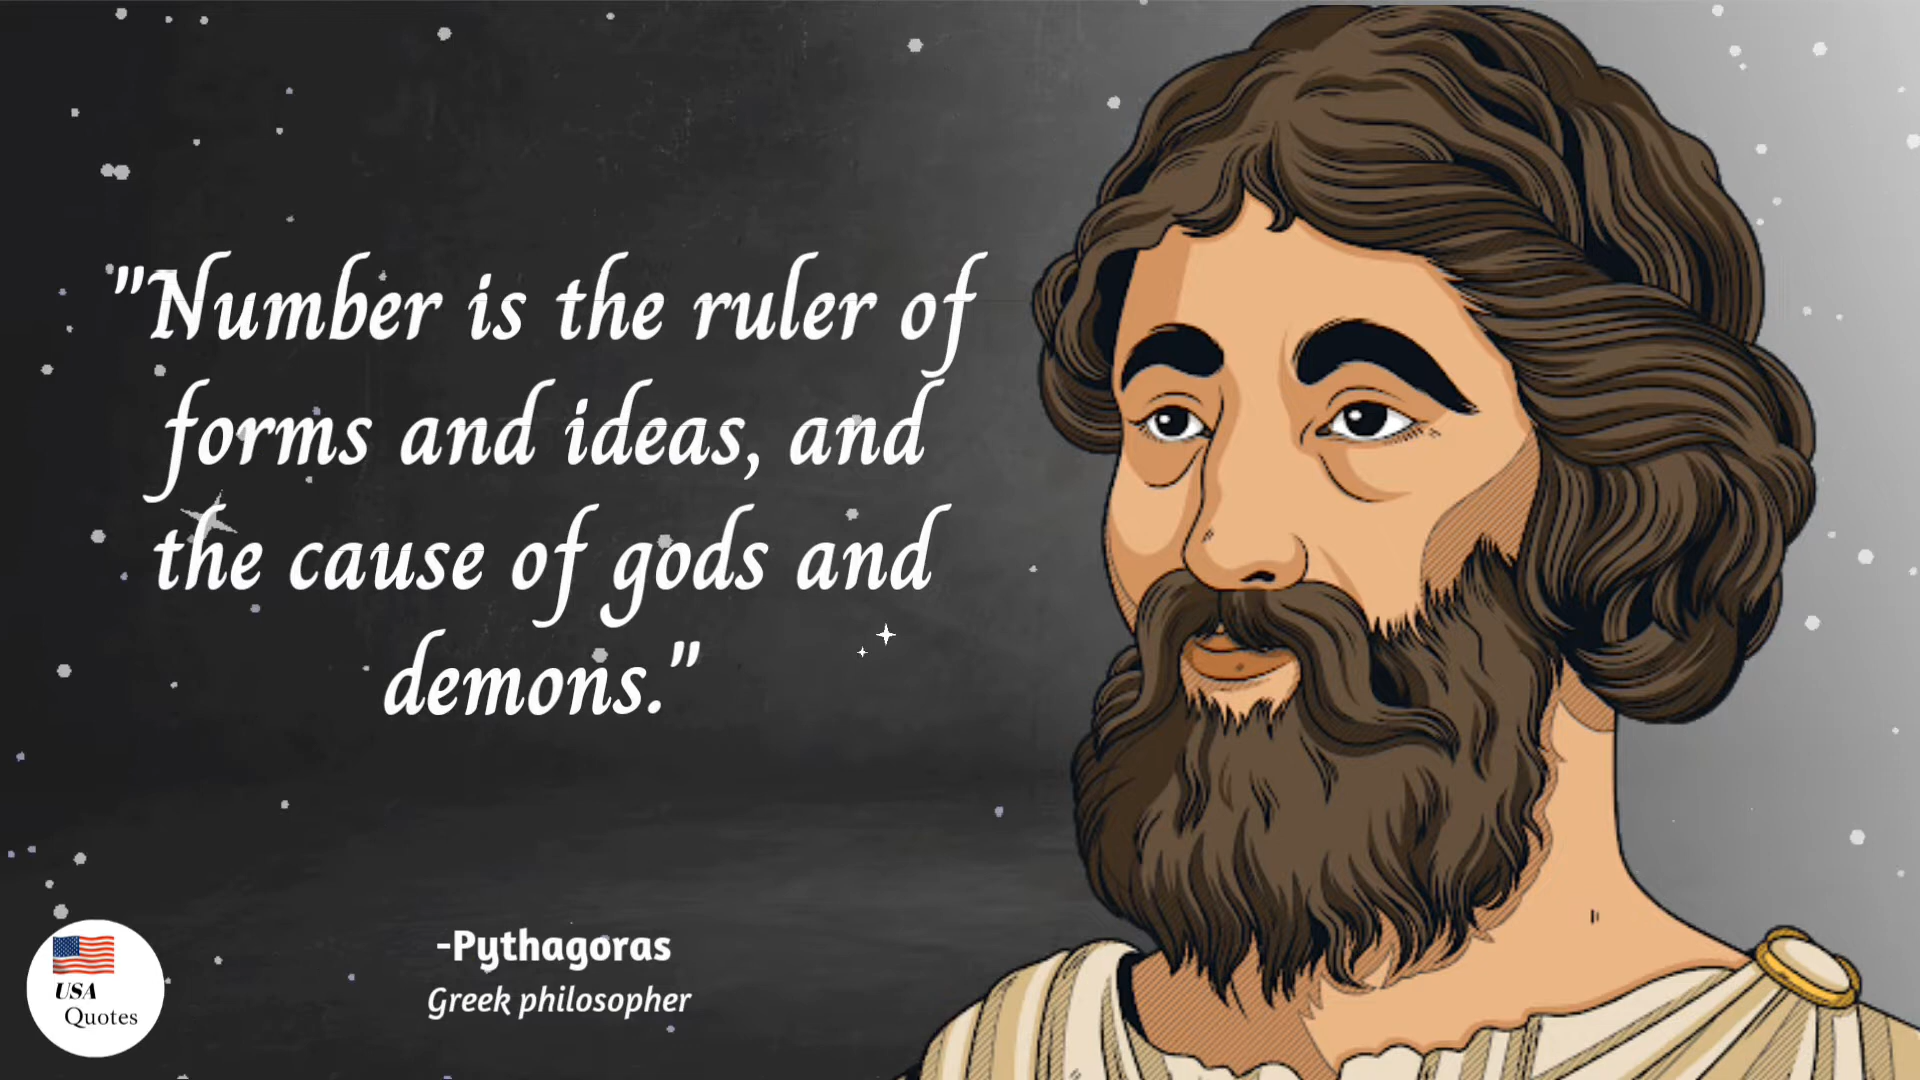 "Number is the ruler of
forms and ideas, and
the cause of gods and
demons."
-Pythagoras
Greek philosopher
USA
Quotes